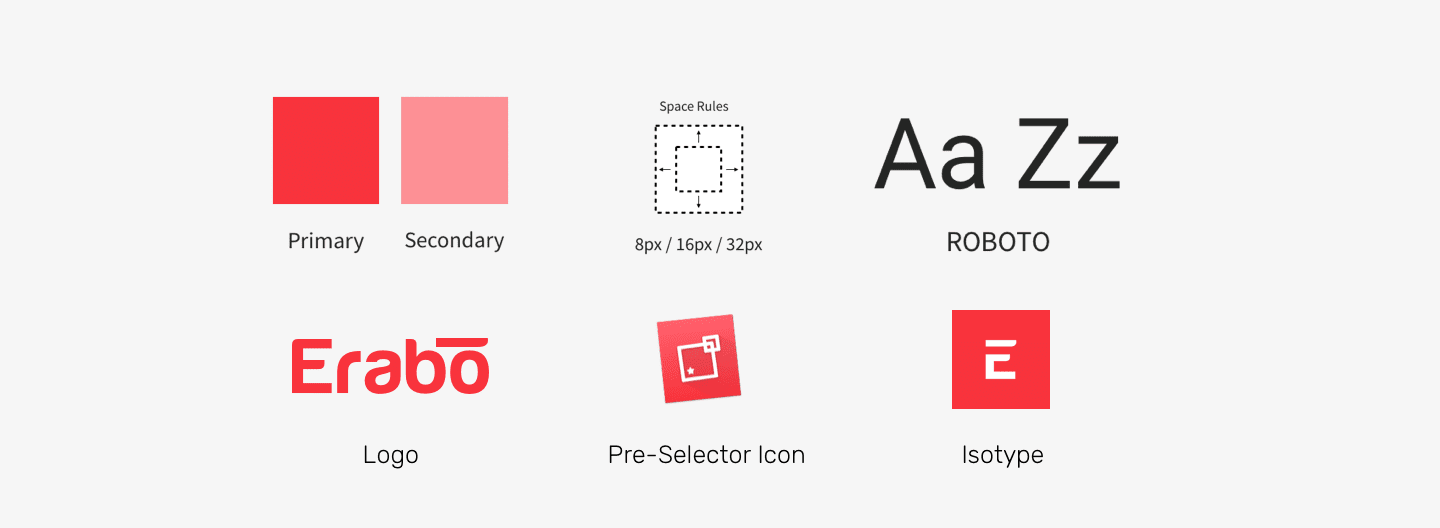 Space Rules
Aa Zz
Primary
Secondary
8px / 16px / 32px
ROBOTO
Erabō
E
Logo
Pre-Selector Icon
Isotype